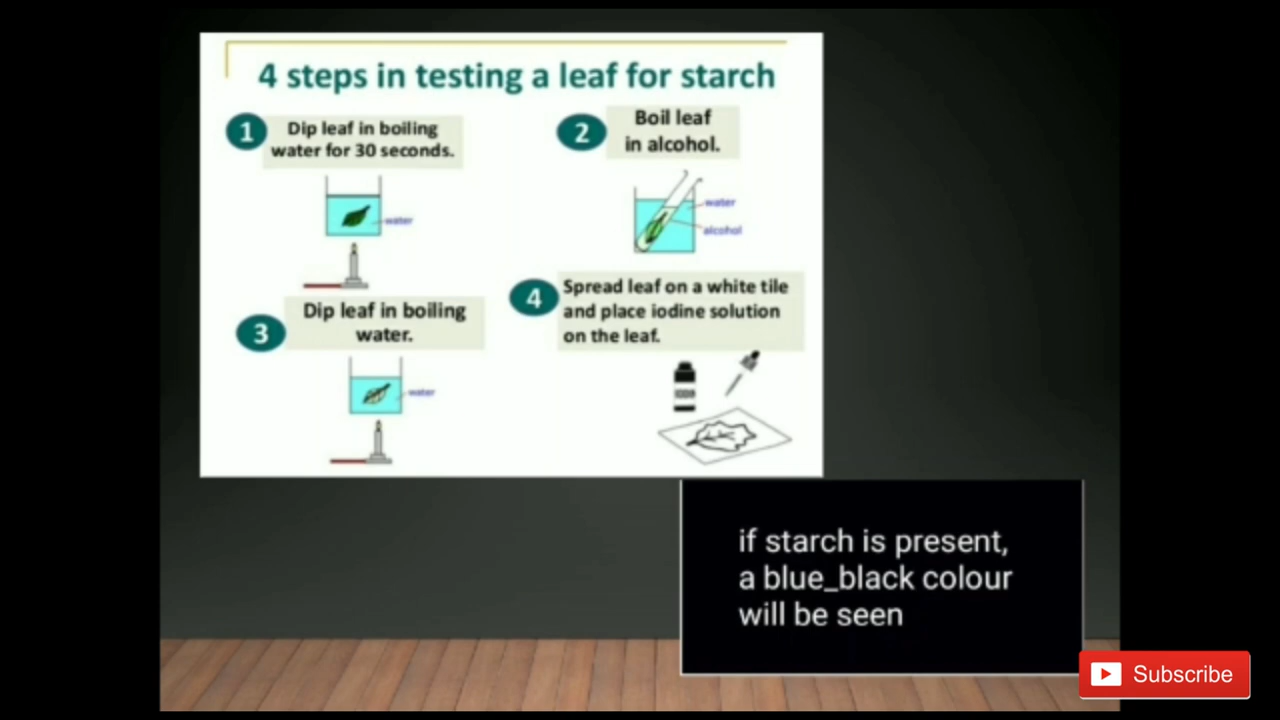 4 steps in testing a leaf for starch
1
Dip leaf in boiling
water for 30 seconds.
water
2
Boil leaf
in alcohol.
water
alcohol
3
Dip leaf in boiling
water.
water
4
Spread leaf on a white tile
and place iodine solution
on the leaf.
if starch is present,
a blue_black colour
will be seen
Subscribe